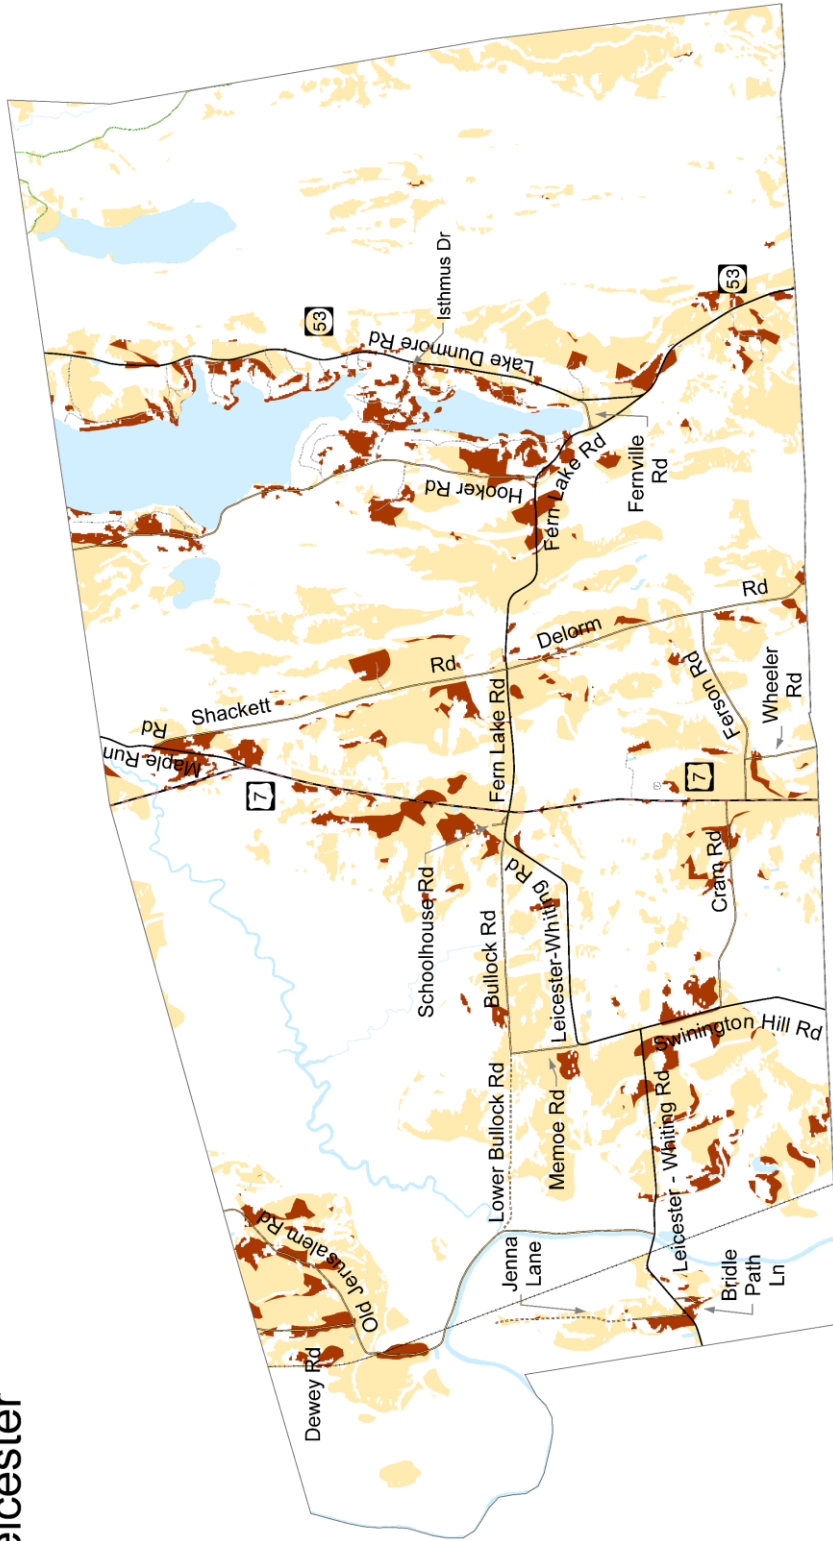 eicester
53
Isthmus Dr
Lake Dunmore Rd
53
Hooker Rd
Fern Lake Rd
Fernville
Rd
Delorm
Rd
Shackett
Rd
Maple Run
Rd
7
Fern Lake Rd
Ferson Rd
Wheeler
Rd
7
Schoolhouse Rd
Bullock Rd
Leicester-Whiting Rd
Cram Rd
Swinington Hill Rd
Lower Bullock Rd
Memoe Rd
Leicester - Whiting Rd
Old Jerusalem Rd
Dewey Rd
Jenna
Lane
Bridle
Path
Ln